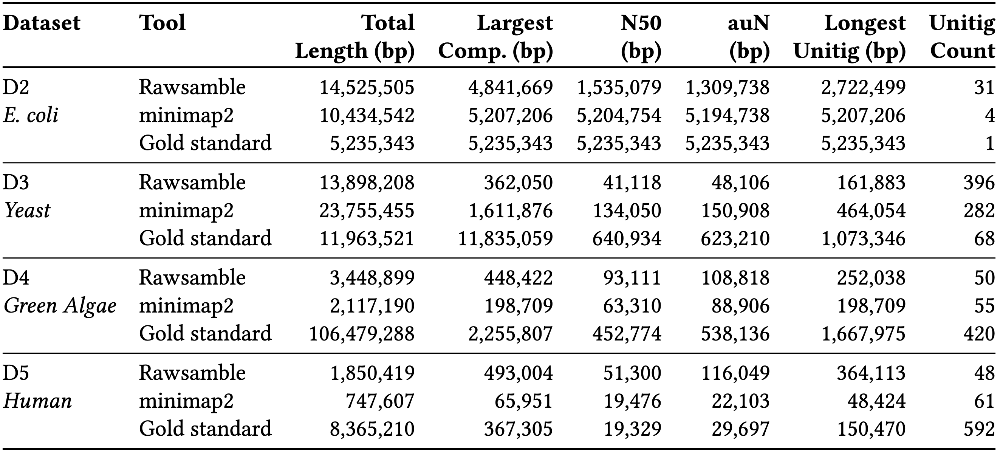 Dataset Tool Total Largest N50 auN Longest Unitig
Length (bp) Comp. (bp) (bp) (bp) Unitig (bp) Count
D2 Rawsamble 14,525,505 4,841,669 1,535,079 1,309,738 2,722,499 31
E. coli minimap2 10,434,542 5,207,206 5,204,754 5,194,738 5,207,206 4
Gold standard 5,235,343 5,235,343 5,235,343 5,235,343 5,235,343 1
D3 Rawsamble 13,898,208 362,050 41,118 48,106 161,883 396
Yeast minimap2 23,755,455 1,611,876 134,050 150,908 464,054 282
Gold standard 11,963,521 11,835,059 640,934 623,210 1,073,346 68
D4 Rawsamble 3,448,899 448,422 93,111 108,818 252,038 50
Green Algae minimap2 2,117,190 198,709 63,310 88,906 198,709 55
Gold standard 106,479,288 2,255,807 452,774 538,136 1,667,975 420
D5 Rawsamble 1,850,419 493,004 51,300 116,049 364,113 48
Human minimap2 747,607 65,951 19,476 22,103 48,424 61
Gold standard 8,365,210 367,305 19,329 29,697 150,470 592